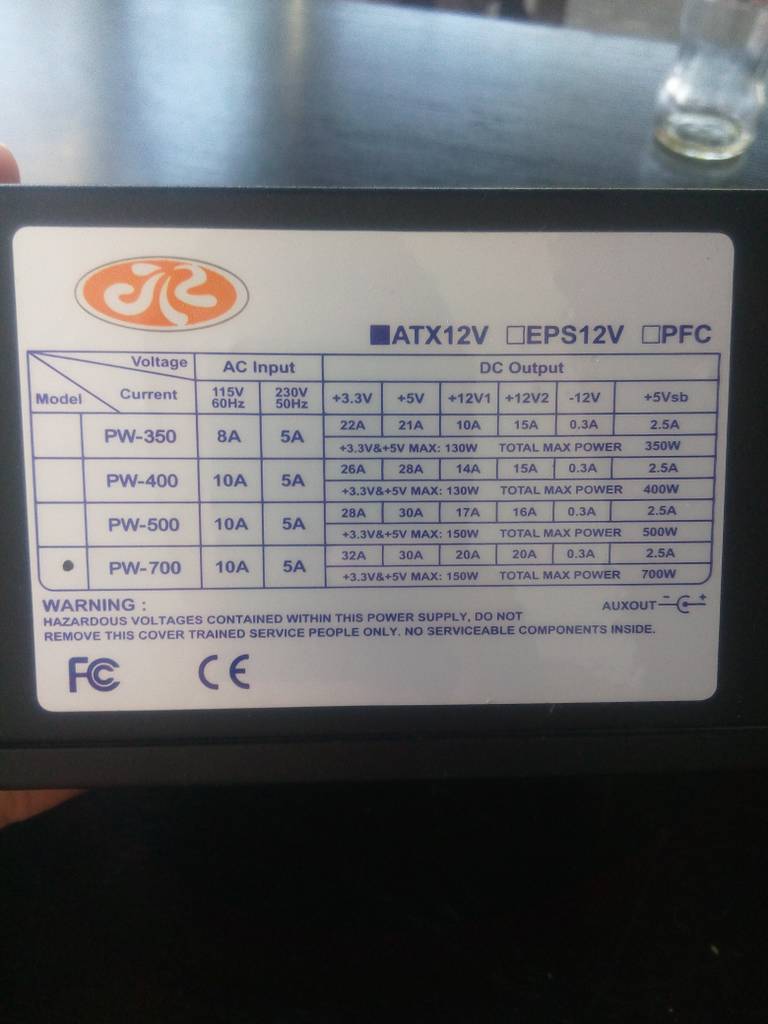 ■ATX12V □EPS12V □PFC
Voltage AC Input DC Output
Model Current 115V 60Hz 230V 50Hz +3.3V +5V +12V1 +12V2 -12V +5Vsb
PW-350 8A 5A 22A 21A 10A 15A 0.3A 2.5A
+3.3V&+5V MAX: 130W TOTAL MAX POWER 350W
PW-400 10A 5A 26A 28A 14A 15A 0.3A 2.5A
+3.3V&+5V MAX: 130W TOTAL MAX POWER 400W
PW-500 10A 5A 28A 30A 17A 16A 0.3A 2.5A
+3.3V&+5V MAX: 150W TOTAL MAX POWER 500W
• PW-700 10A 5A 32A 30A 20A 20A 0.3A 2.5A
+3.3V&+5V MAX: 150W TOTAL MAX POWER 700W
WARNING :
HAZARDOUS VOLTAGES CONTAINED WITHIN THIS POWER SUPPLY, DO NOT
REMOVE THIS COVER TRAINED SERVICE PEOPLE ONLY. NO SERVICEABLE COMPONENTS INSIDE.
AUXOUT - +
FC CE